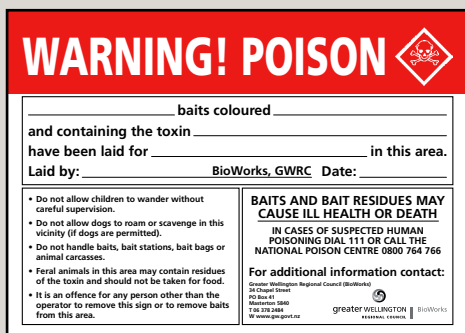 WARNING! POISON
____ baits coloured ____
and containing the toxin ____
have been laid for ____ in this area.
Laid by: ____ BioWorks, GWRC Date: ____
• Do not allow children to wander without
careful supervision.
• Do not allow dogs to roam or scavenge in this
vicinity (if dogs are permitted).
• Do not handle baits, bait stations, bait bags or
animal carcasses.
• Feral animals in this area may contain residues
of the toxin and should not be taken for food.
• It is an offence for any person other than the
operator to remove this sign or to remove baits
from this area.
BAITS AND BAIT RESIDUES MAY
CAUSE ILL HEALTH OR DEATH
IN CASES OF SUSPECTED HUMAN
POISONING DIAL 111 OR CALL THE
NATIONAL POISON CENTRE 0800 764 766
For additional information contact:
Greater Wellington Regional Council (BioWorks)
34 Chapel Street
PO Box 41
Masterton 5840
T 06 378 2484
W www.gw.govt.nz
greater WELLINGTON | BioWorks
REGIONAL COUNCIL